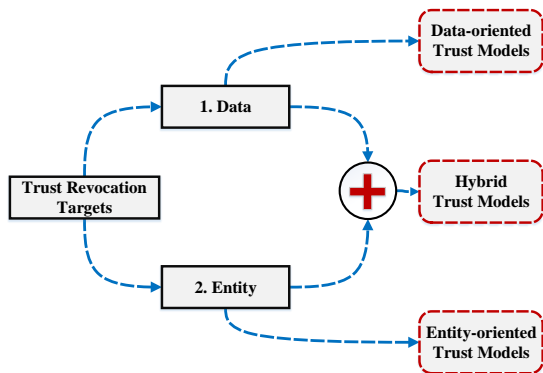 Data-oriented
Trust Models
1. Data
Trust Revocation
Targets
Hybrid
Trust Models
2. Entity
Entity-oriented
Trust Models